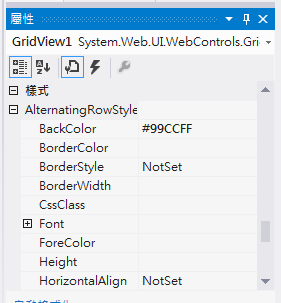 屬性
GridView1 System.Web.UI.WebControls.Gri
樣式
AlternatingRowStyle
BackColor #99CCFF
BorderColor
BorderStyle NotSet
BorderWidth
CssClass
Font
ForeColor
Height
HorizontalAlign NotSet